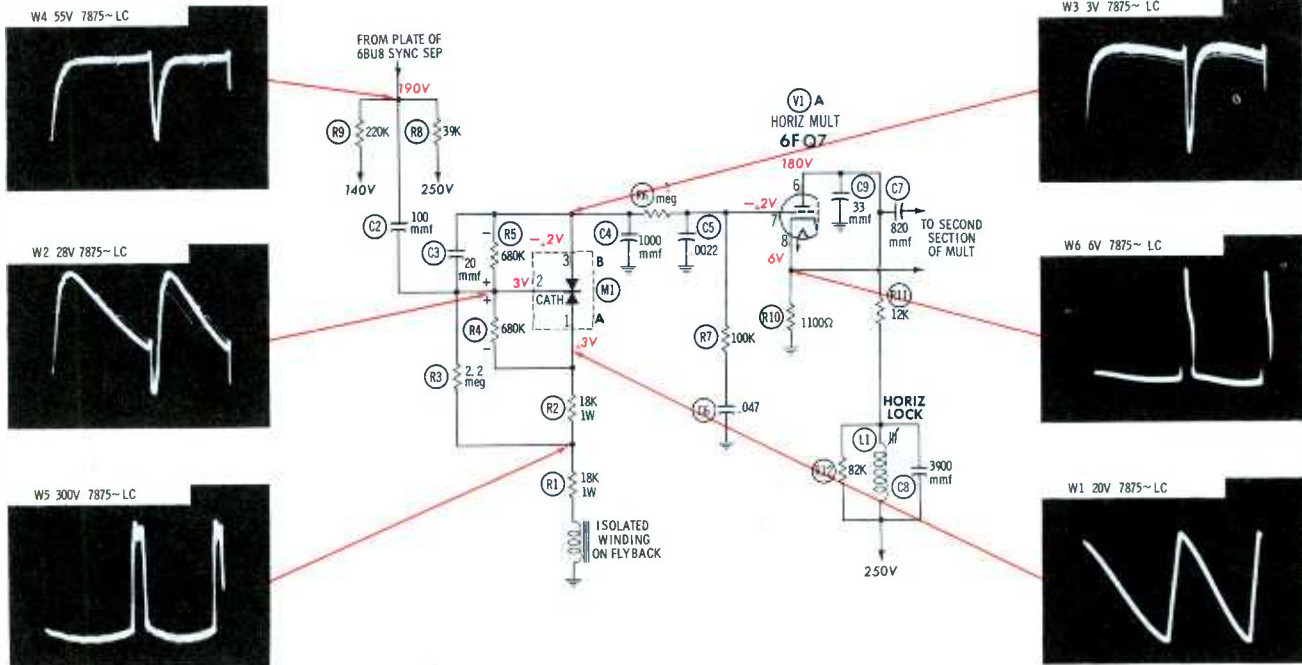 W4 55V 7875~ LC
W3 3V 7875~ LC
FROM PLATE OF
6BU8 SYNC SEP
190V
R9
220K
R8
39K
140V
250V
V1 A
HORIZ MULT
6FQ7
180V
6
C9
33
mmf
C7
820
mmf
TO SECOND
SECTION
OF MULT
meg
-.2V
7
8
6V
C2
100
mmf
W2 28V 7875~ LC
C3
20
mmf
R5
680K
-.2V
3
B
3V
2
CATH
M1
1
A
C4
1000
mmf
C5
.0022
W6 6V 7875~ LC
R4
680K
.3V
R10
1100Ω
R11
12K
R7
100K
R3
2.2
meg
R2
18K
1W
.047
HORIZ
LOCK
L1
82K
C8
3900
mmf
W5 300V 7875~ LC
R1
18K
1W
W1 20V 7875~ LC
ISOLATED
WINDING
ON FLYBACK
250V